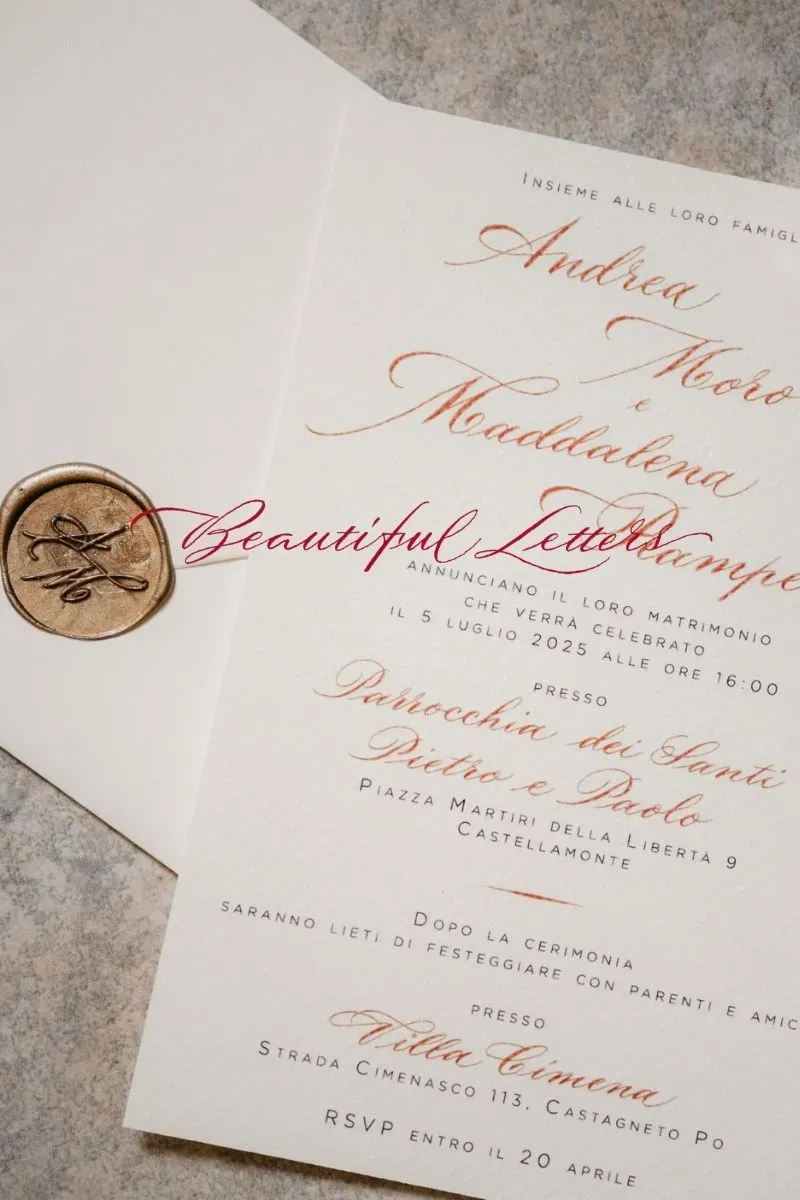 INSIEME ALLE LORO FAMIGL
Andrea
Moro
e
Maddalena
ANNUNCIANO IL LORO MATRIMONIO
CHE VERRÀ CELEBRATO
IL 5 LUGLIO 2025 ALLE ORE 16:00
PRESSO
Parrocchia dei Santi
Pietro e Paolo
PIAZZA MARTIRI DELLA LIBERTÀ 9
CASTELLAMONTE
DOPO LA CERIMONIA
SARANNO LIETI DI FESTEGGIARE CON PARENTI E AMIC
PRESSO
Villa Cimena
STRADA CIMENASCO 113, CASTAGNETO PO
RSVP ENTRO IL 20 APRILE
AM
Beautiful Letters